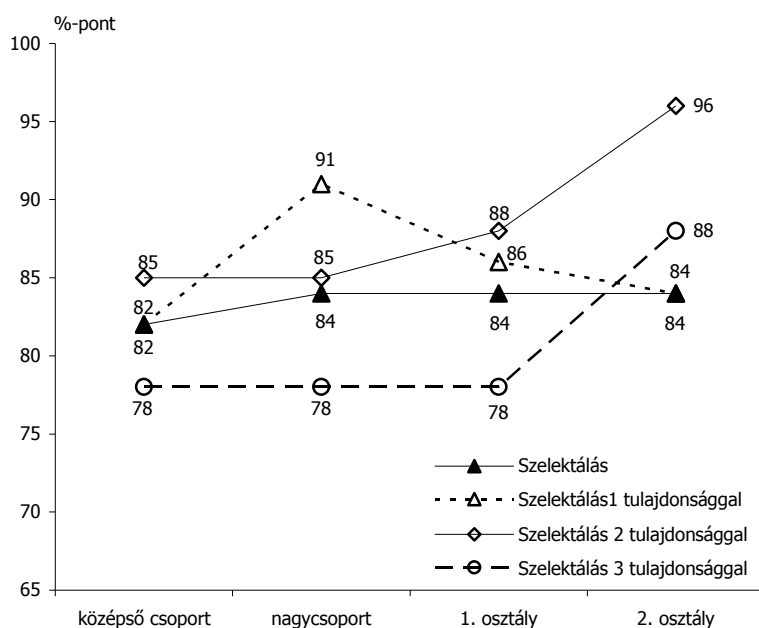 %-pont
100
95
90
85
80
75
70
65
85
82
82
78
91
85
84
78
88
86
84
78
96
88
84
84
Szelektálás
Szelektálás1 tulajdonsággal
Szelektálás 2 tulajdonsággal
Szelektálás 3 tulajdonsággal
középső csoport
nagycsoport
1. osztály
2. osztály